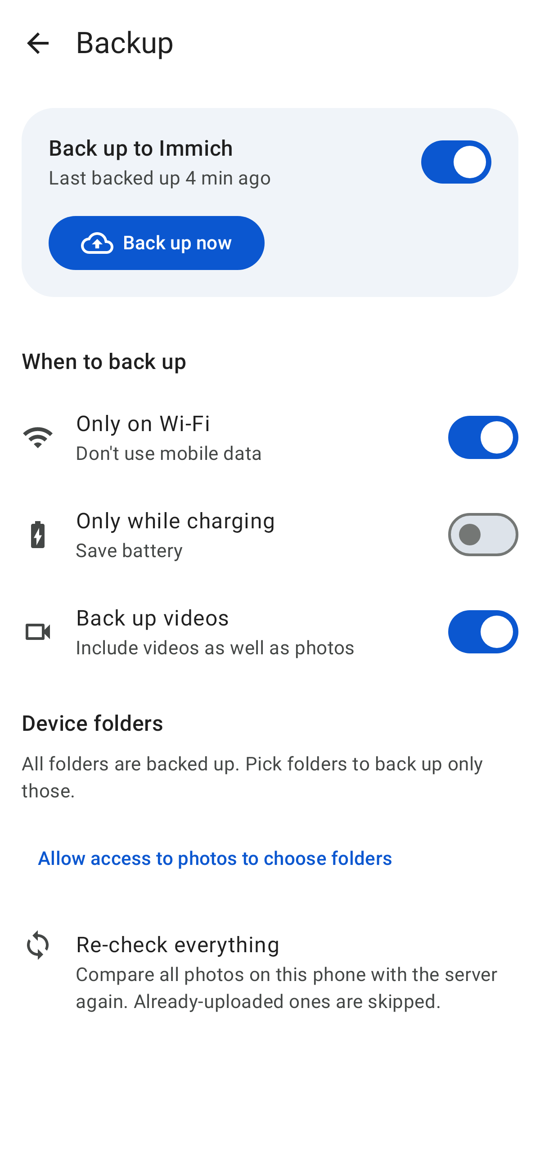 Backup
Back up to Immich
Last backed up 4 min ago
Back up now
When to back up
Only on Wi-Fi
Don't use mobile data
Only while charging
Save battery
Back up videos
Include videos as well as photos
Device folders
All folders are backed up. Pick folders to back up only
those.
Allow access to photos to choose folders
Re-check everything
Compare all photos on this phone with the server
again. Already-uploaded ones are skipped.